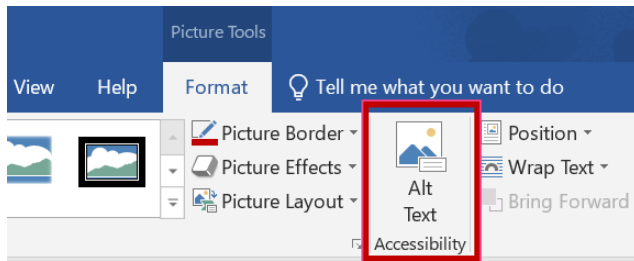 Picture Tools
View Help Format Tell me what you want to do
Picture Border
Picture Effects
Picture Layout
Alt
Text
Accessibility
Position
Wrap Text
Bring Forward